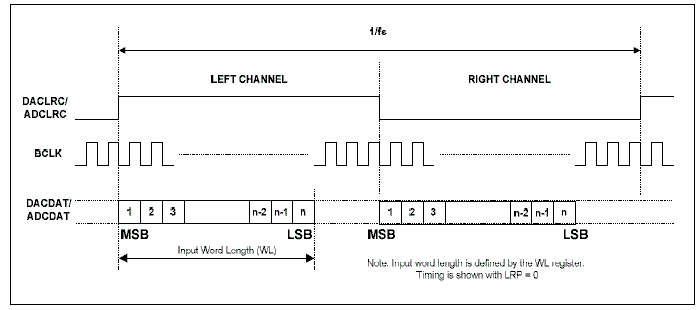 1/fs
LEFT CHANNEL
RIGHT CHANNEL
DACLRC/
ADCLRC
BCLK
DACDAT/
ADCDAT
1 2 3 n-2 n-1 n
1 2 3 n-2 n-1 n
MSB LSB MSB LSB
Input Word Length (WL)
Note: Input word length is defined by the WL register.
Timing is shown with LRP = 0